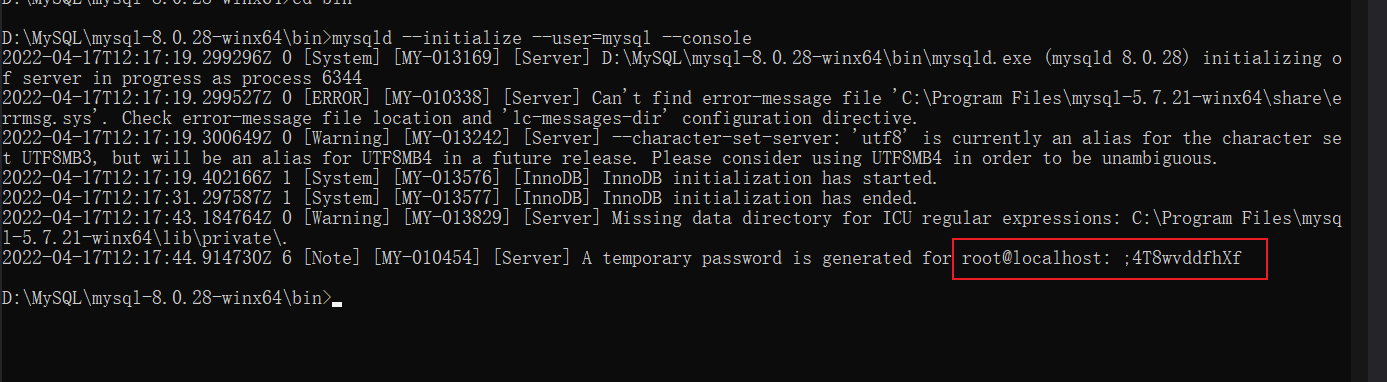 D:\MySQL\mysql-8.0.28-winx64>cd bin
D:\MySQL\mysql-8.0.28-winx64\bin>mysqld --initialize --user=mysql --console
2022-04-17T12:17:19.299296Z 0 [System] [MY-013169] [Server] D:\MySQL\mysql-8.0.28-winx64\bin\mysqld.exe (mysqld 8.0.28) initializing o
f server in progress as process 6344
2022-04-17T12:17:19.299527Z 0 [ERROR] [MY-010338] [Server] Can't find error-message file 'C:\Program Files\mysql-5.7.21-winx64\share\e
rrmsg.sys'. Check error-message file location and 'lc-messages-dir' configuration directive.
2022-04-17T12:17:19.300649Z 0 [Warning] [MY-013242] [Server] --character-set-server: 'utf8' is currently an alias for the character se
t UTF8MB3, but will be an alias for UTF8MB4 in a future release. Please consider using UTF8MB4 in order to be unambiguous.
2022-04-17T12:17:19.402166Z 1 [System] [MY-013576] [InnoDB] InnoDB initialization has started.
2022-04-17T12:17:31.297587Z 1 [System] [MY-013577] [InnoDB] InnoDB initialization has ended.
2022-04-17T12:17:43.184764Z 0 [Warning] [MY-013829] [Server] Missing data directory for ICU regular expressions: C:\Program Files\mysq
l-5.7.21-winx64\lib\private\.
2022-04-17T12:17:44.914730Z 6 [Note] [MY-010454] [Server] A temporary password is generated for root@localhost: ;4T8wvddfhXf
D:\MySQL\mysql-8.0.28-winx64\bin>